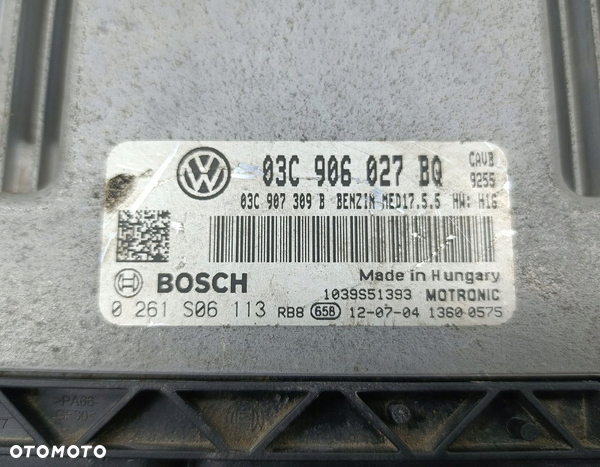 03C 906 027 BQ CAVB
9255
03C 907 309 B BENZIN MED17.5.5 HW: H16
BOSCH Made in Hungary
1039S51393 MOTRONIC
0 261 S06 113 RB8 658 12-07-04 1360 0575
OTOMOTO